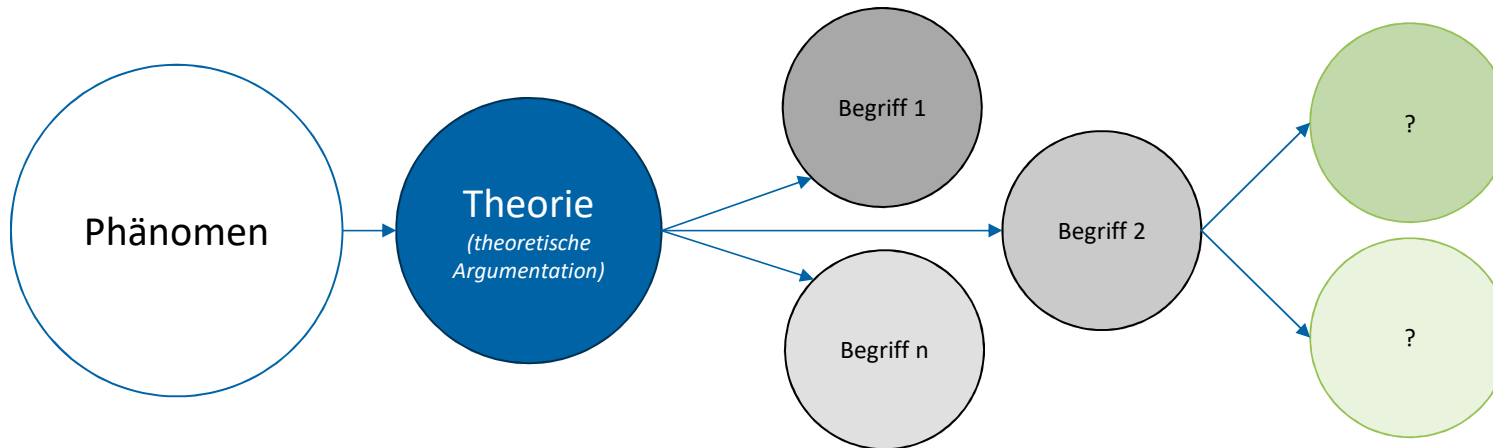 Phänomen
Theorie
(theoretische
Argumentation)
Begriff 1
Begriff 2
Begriff n
?
?